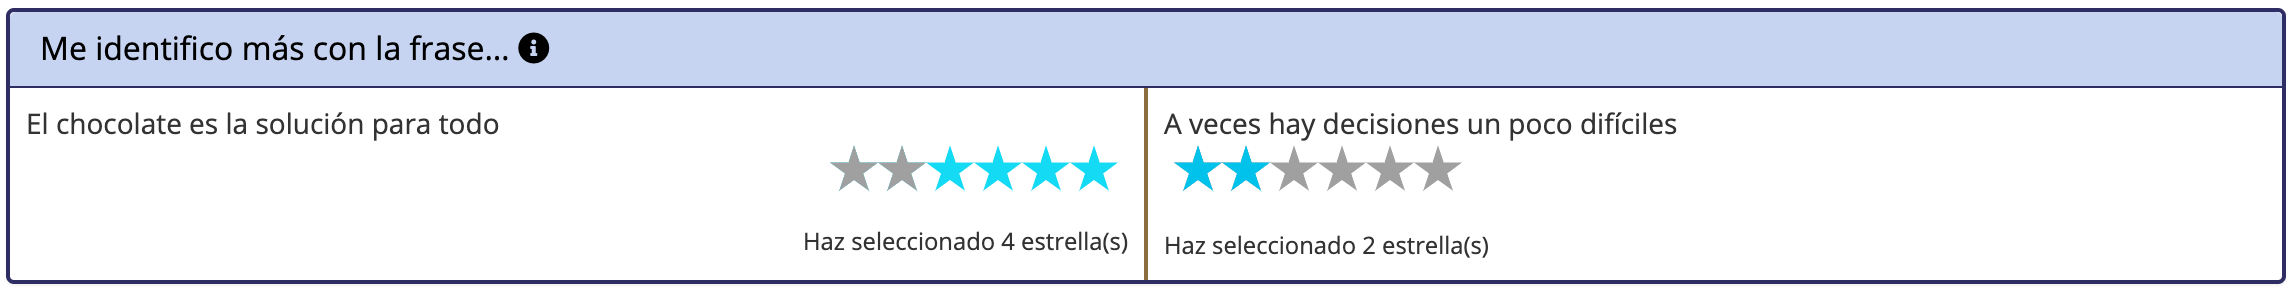 Me identifico más con la frase...
El chocolate es la solución para todo
Haz seleccionado 4 estrella(s)
A veces hay decisiones un poco difíciles
Haz seleccionado 2 estrella(s)